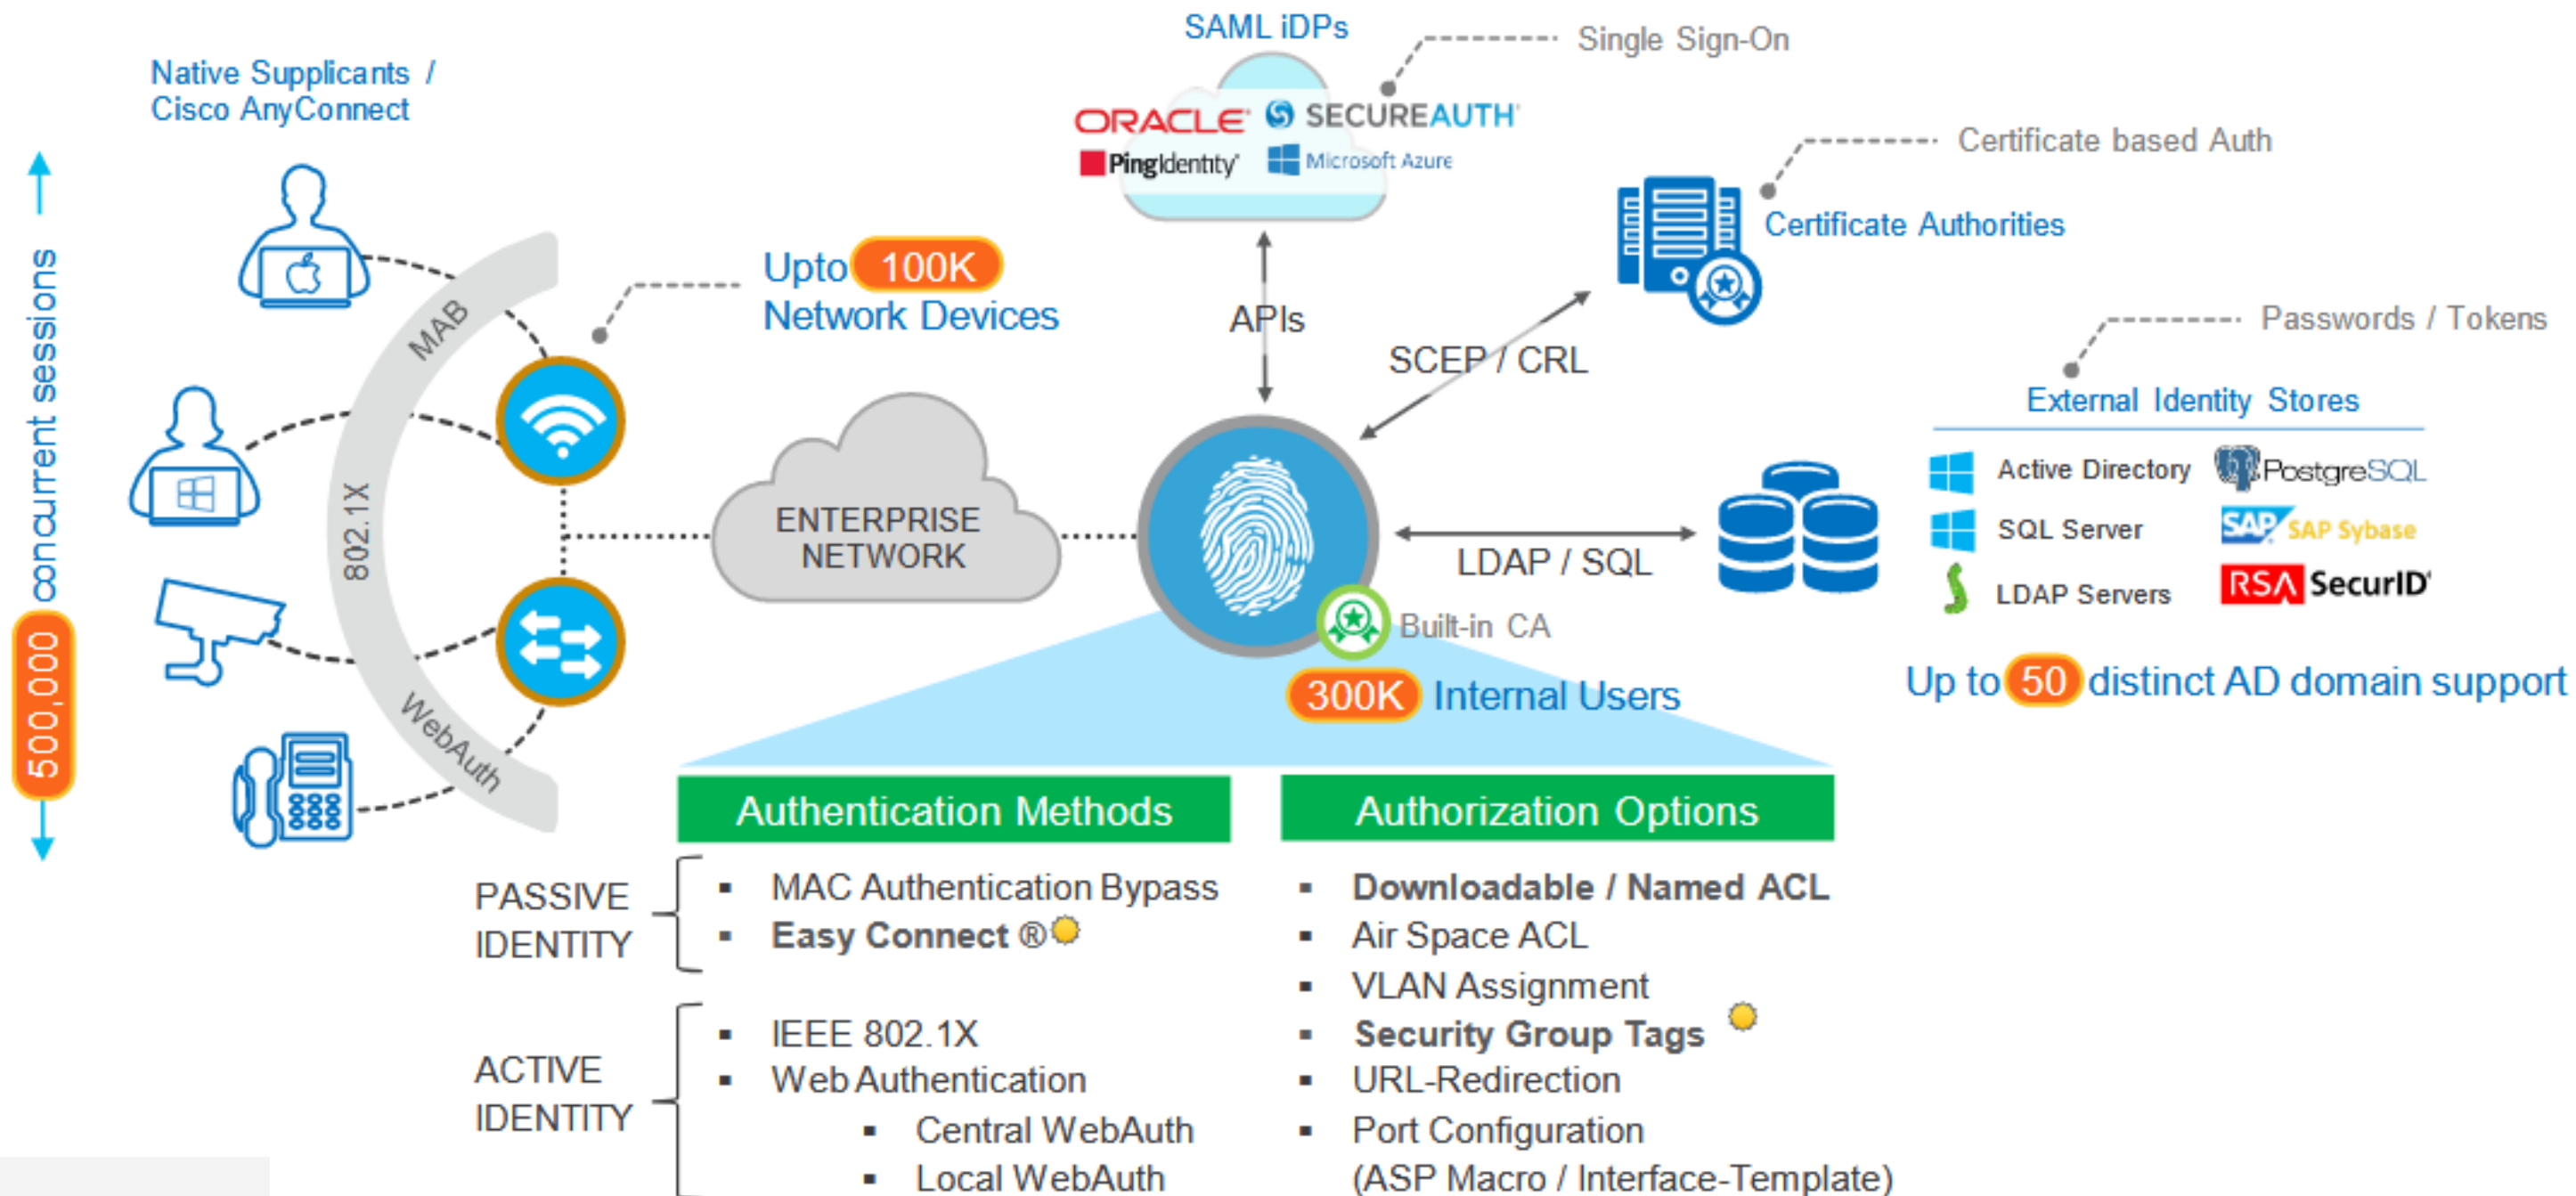 SAML iDPs
Single Sign-On
Native Supplicants /
Cisco AnyConnect
ORACLE
SECUREAUTH
PingIdentity
Microsoft Azure
Certificate based Auth
Certificate Authorities
500,000 concurrent sessions
Upto 100K
Network Devices
MAB
802.1X
WebAuth
APIs
SCEP / CRL
Passwords / Tokens
External Identity Stores
Active Directory
PostgreSQL
SQL Server
SAP SAP Sybase
LDAP Servers
RSA SecurID
ENTERPRISE
NETWORK
LDAP / SQL
Built-in CA
300K Internal Users
Up to 50 distinct AD domain support
Authentication Methods
PASSIVE
IDENTITY
▪ MAC Authentication Bypass
▪ Easy Connect ®
ACTIVE
IDENTITY
▪ IEEE 802.1X
▪ Web Authentication
▪ Central WebAuth
▪ Local WebAuth
Authorization Options
▪ Downloadable / Named ACL
▪ Air Space ACL
▪ VLAN Assignment
▪ Security Group Tags
▪ URL-Redirection
▪ Port Configuration
(ASP Macro / Interface-Template)